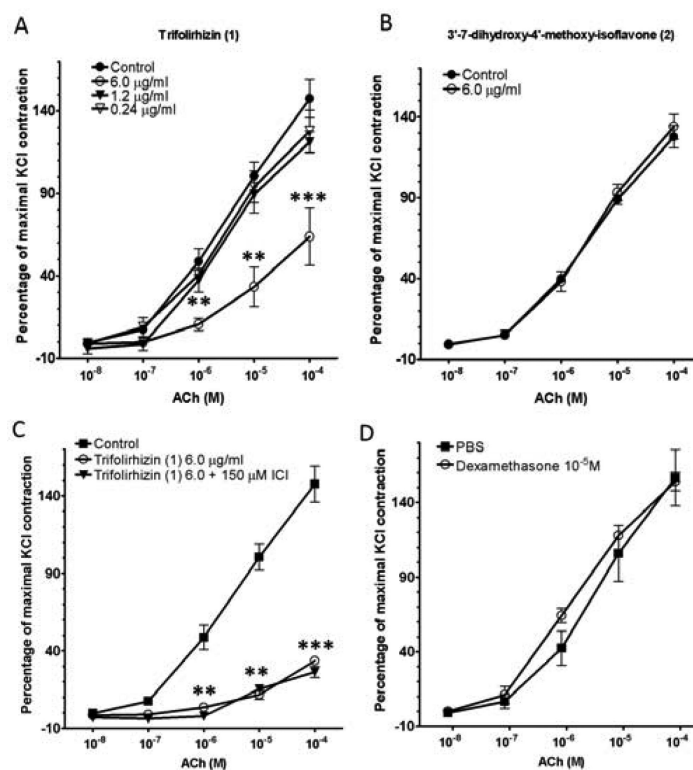 A
Trifolirhizin (1)
Control
6.0 μg/ml
1.2 μg/ml
0.24 μg/ml
Percentage of maximal KCl contraction
140
90
40
-10
** ** ***
10-8 10-7 10-6 10-5 10-4
ACh (M)
B
3'-7-dihydroxy-4'-methoxy-isoflavone (2)
Control
6.0 μg/ml
Percentage of maximal KCl contraction
130
80
30
-20
10-8 10-7 10-6 10-5 10-4
ACh (M)
C
Control
Trifolirhizin (1) 6.0 μg/ml
Trifolirhizin (1) 6.0 + 150 μM ICI
Percentage of maximal KCl contraction
140
90
40
-10
** ** ***
10-8 10-7 10-6 10-5 10-4
ACh (M)
D
PBS
Dexamethasone 10-5M
Percentage of maximal KCl contraction
140
90
40
-10
10-8 10-7 10-6 10-5 10-4
ACh (M)